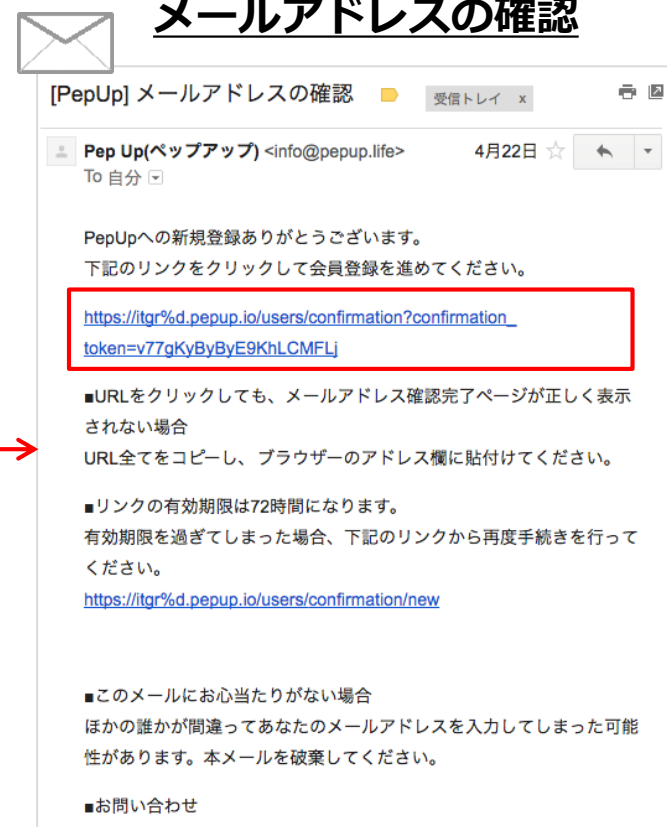 メールアドレスの確認
[PepUp] メールアドレスの確認
受信トレイ x
Pep Up(ペップアップ) <info@pepup.life>
4月22日
To 自分
PepUpへの新規登録ありがとうございます。
下記のリンクをクリックして会員登録を進めてください。
https://itgr%d.pepup.io/users/confirmation?confirmation_
token=v77gKyByByE9KhLCMFLj
■URLをクリックしても、メールアドレス確認完了ページが正しく表示
されない場合
URL全てをコピーし、 ブラウザーのアドレス欄に貼付けてください。
■リンクの有効期限は72時間になります。
有効期限を過ぎてしまった場合、下記のリンクから再度手続きを行って
ください。
https://itgr%d.pepup.io/users/confirmation/new
■このメールにお心当たりがない場合
ほかの誰かが間違ってあなたのメールアドレスを入力してしまった可能
性があります。本メールを破棄してください。
■お問い合わせ